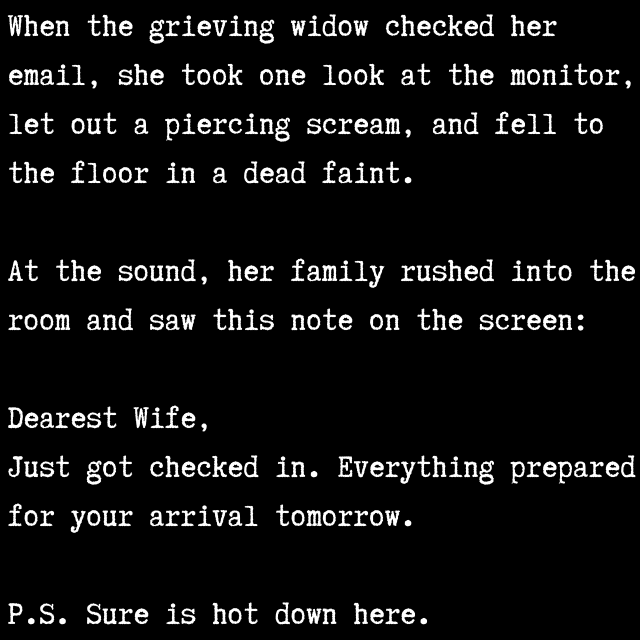 When the grieving widow checked her
email, she took one look at the monitor,
let out a piercing scream, and fell to
the floor in a dead faint.
At the sound, her family rushed into the
room and saw this note on the screen:
Dearest Wife,
Just got checked in. Everything prepared
for your arrival tomorrow.
P.S. Sure is hot down here.